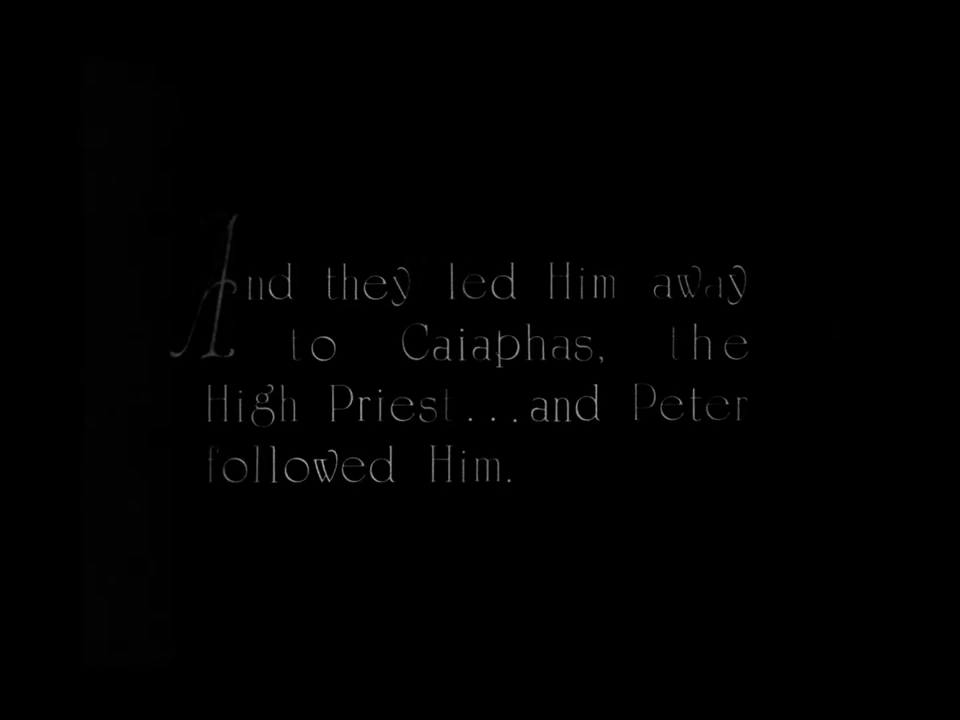 And they led Him away
to Caiaphas, the
High Priest...and Peter
followed Him.